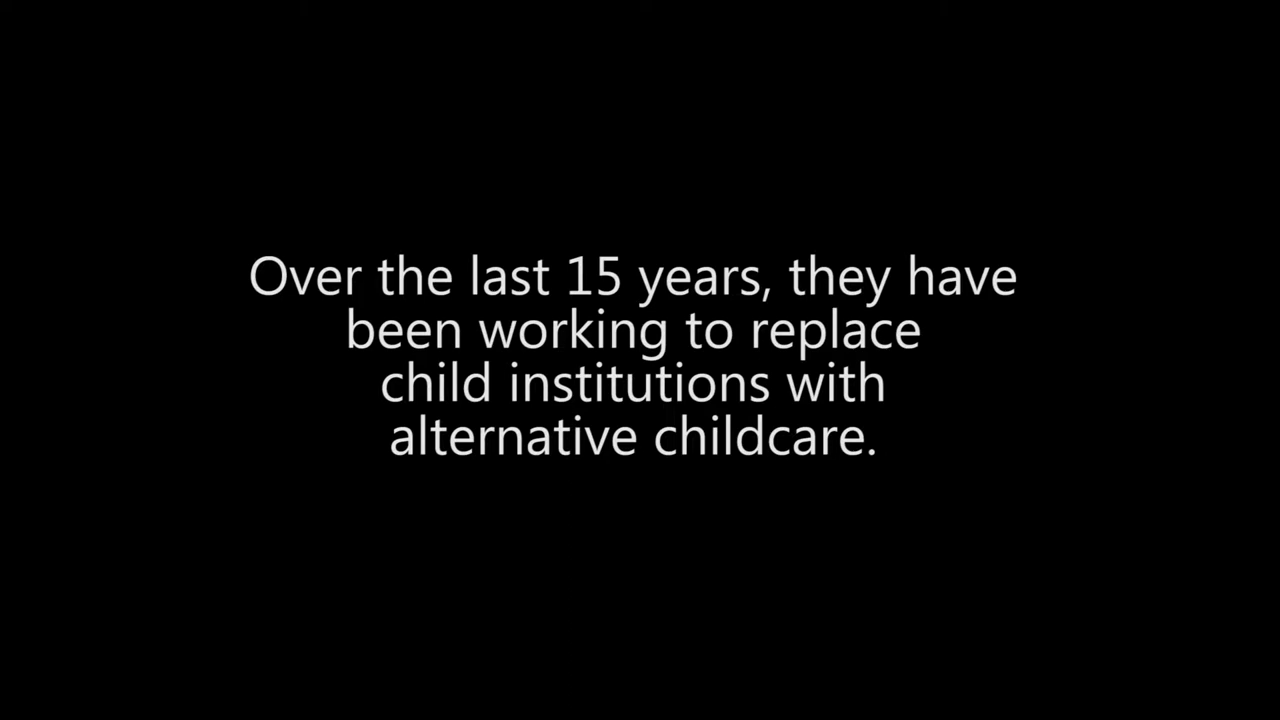 Over the last 15 years, they have
been working to replace
child institutions with
alternative childcare.